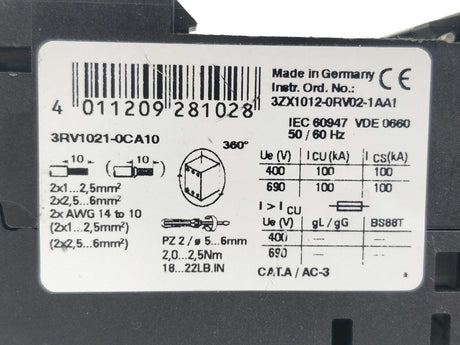 Made in Germany CE
Instr. Ord. No.:
3ZX1012-0RV02-1AA1
4 011209 281028
IEC 60947 VDE 0660
50 / 60 Hz
3RV1021-0CA10
360°
10 10
2x1...2,5mm²
2x2,5...6mm²
2x AWG 14 to 10
(2x1...2,5mm²)
(2x2,5...6mm²)
PZ 2 / ø 5...6mm
2,0...2,5Nm
18...22LB.IN
Ue (V) ICU(kA) ICS(kA)
400 100 100
690 100 100
I > ICU
Ue (V) gL / gG BS88T
400 — —
690 — —
CAT.A / AC-3 *